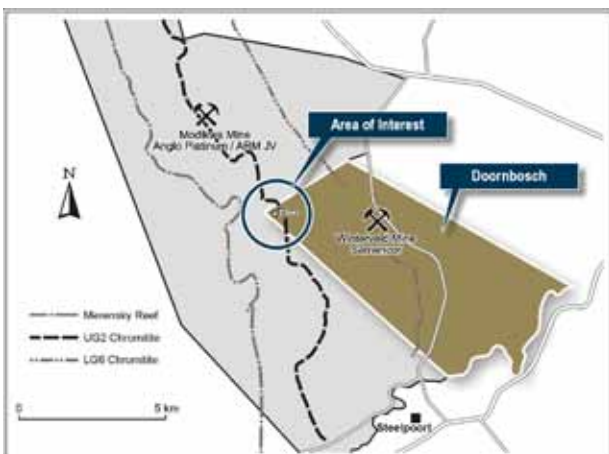 Modikwa Mine
Anglo Platinum / ARM JV
Area of Interest
Doornbosch
N
Winterveld Mine
Samancor
Merensky Reef
UG2 Chromitite
LG6 Chromitite
0 5 km
Steelpoort